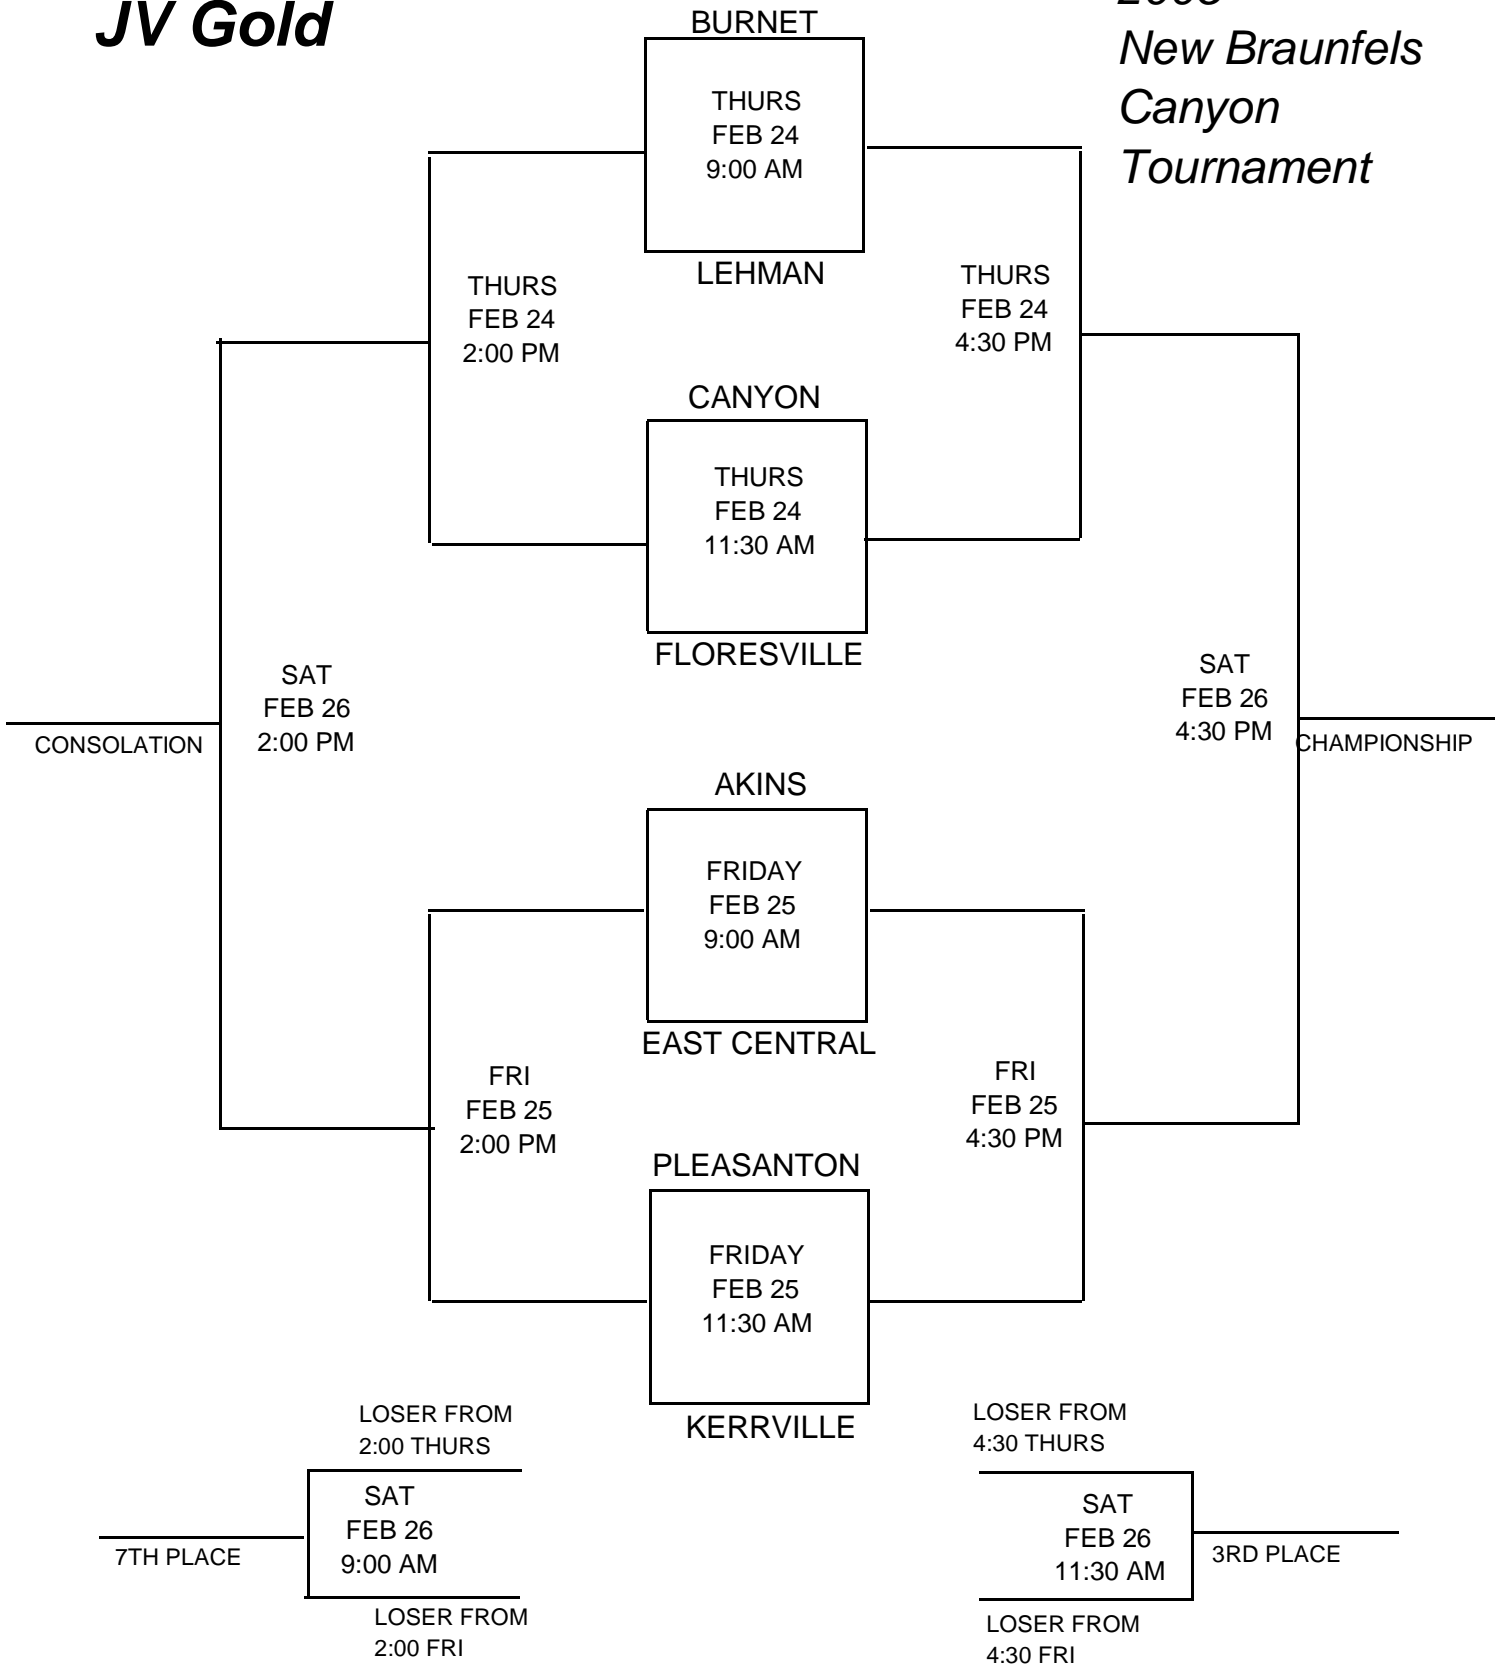 JV Gold
New Braunfels
Canyon
Tournament
BURNET
THURS
FEB 24
9:00 AM
LEHMAN
THURS
FEB 24
2:00 PM
THURS
FEB 24
4:30 PM
CANYON
THURS
FEB 24
11:30 AM
FLORESVILLE
SAT
FEB 26
2:00 PM
CONSOLATION
SAT
FEB 26
4:30 PM
CHAMPIONSHIP
AKINS
FRIDAY
FEB 25
9:00 AM
EAST CENTRAL
FRI
FEB 25
2:00 PM
FRI
FEB 25
4:30 PM
PLEASANTON
FRIDAY
FEB 25
11:30 AM
KERRVILLE
LOSER FROM
2:00 THURS
SAT
FEB 26
9:00 AM
7TH PLACE
LOSER FROM
2:00 FRI
LOSER FROM
4:30 THURS
SAT
FEB 26
11:30 AM
3RD PLACE
LOSER FROM
4:30 FRI